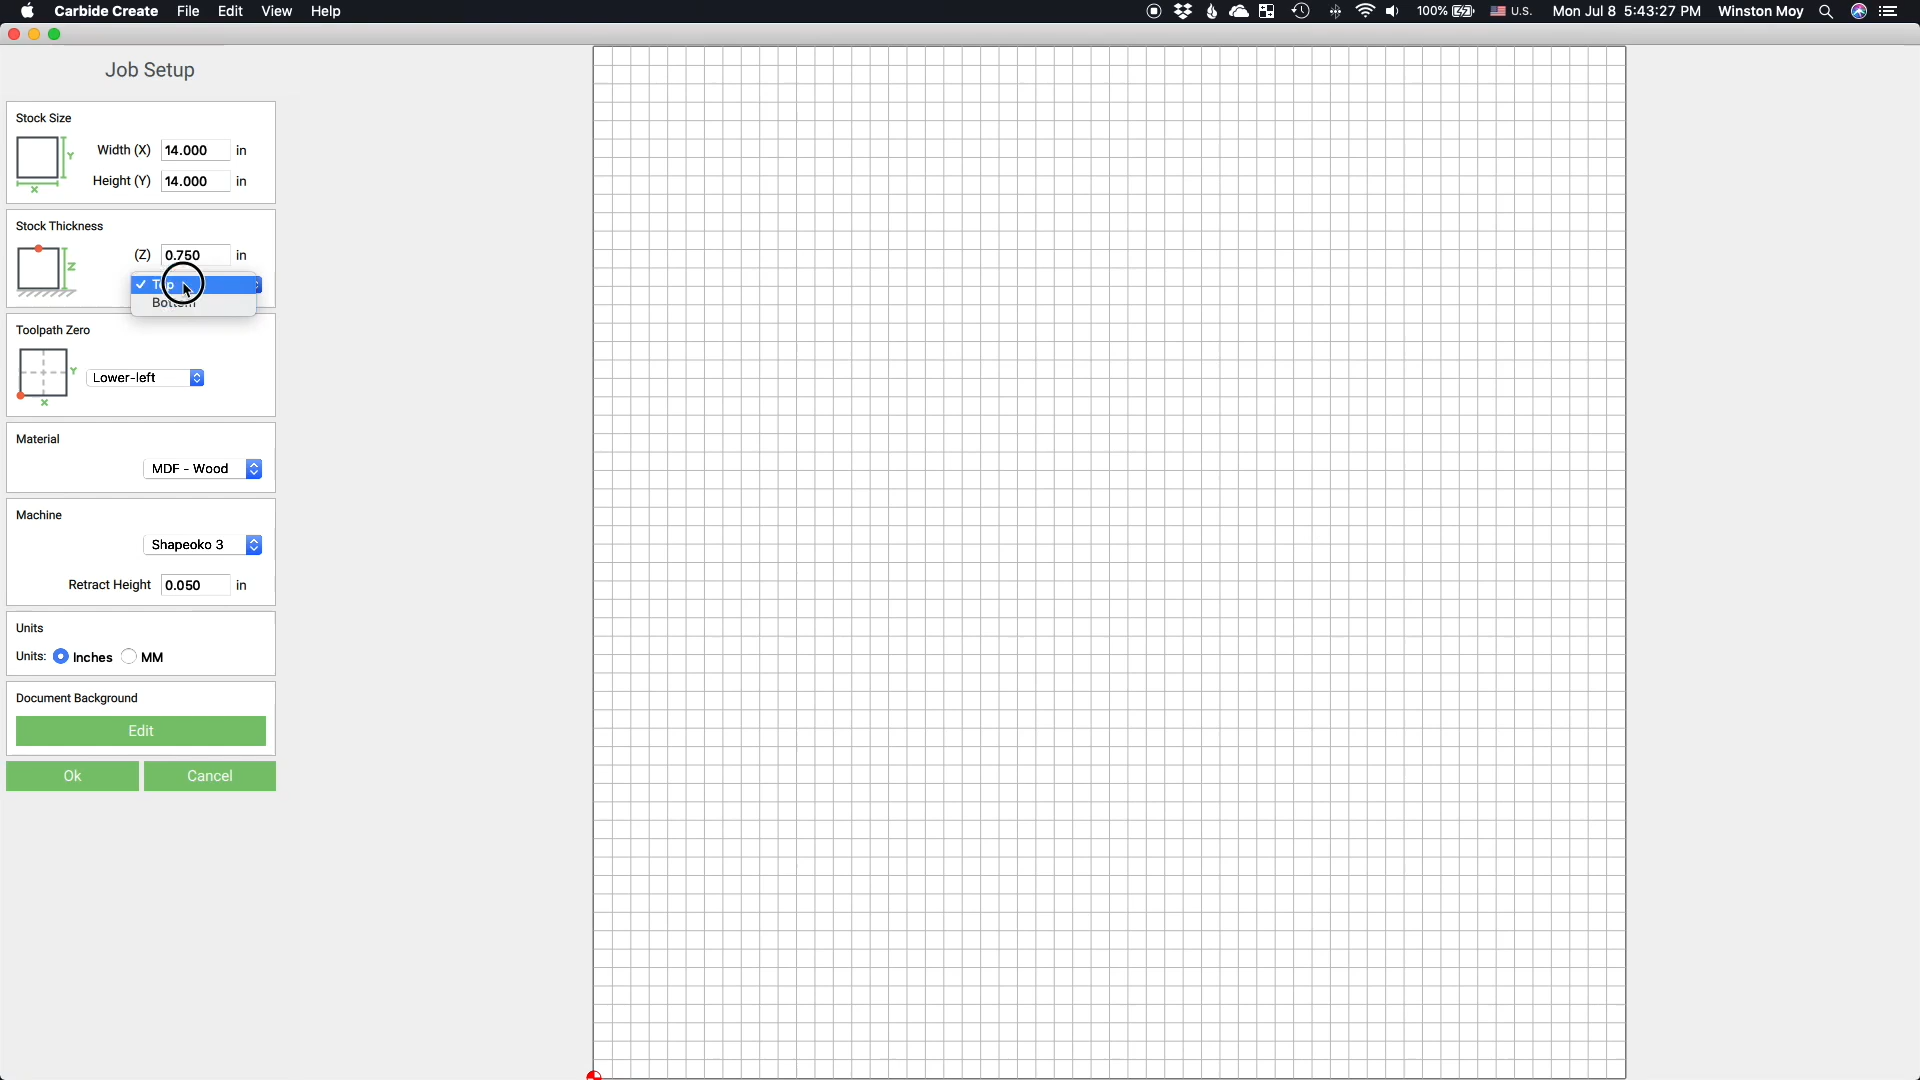 Carbide Create File Edit View Help 100% U.S. Mon Jul 8 5:43:27 PM Winston Moy
Job Setup
Stock Size
Y
Width (X) 14.000 in
Height (Y) 14.000 in
X
Stock Thickness
(Z) 0.750 in
Z
Top
Bottom
Toolpath Zero
Y
Lower-left
X
Material
MDF - Wood
Machine
Shapeoko 3
Retract Height 0.050 in
Units
Units: Inches MM
Document Background
Edit
Ok Cancel